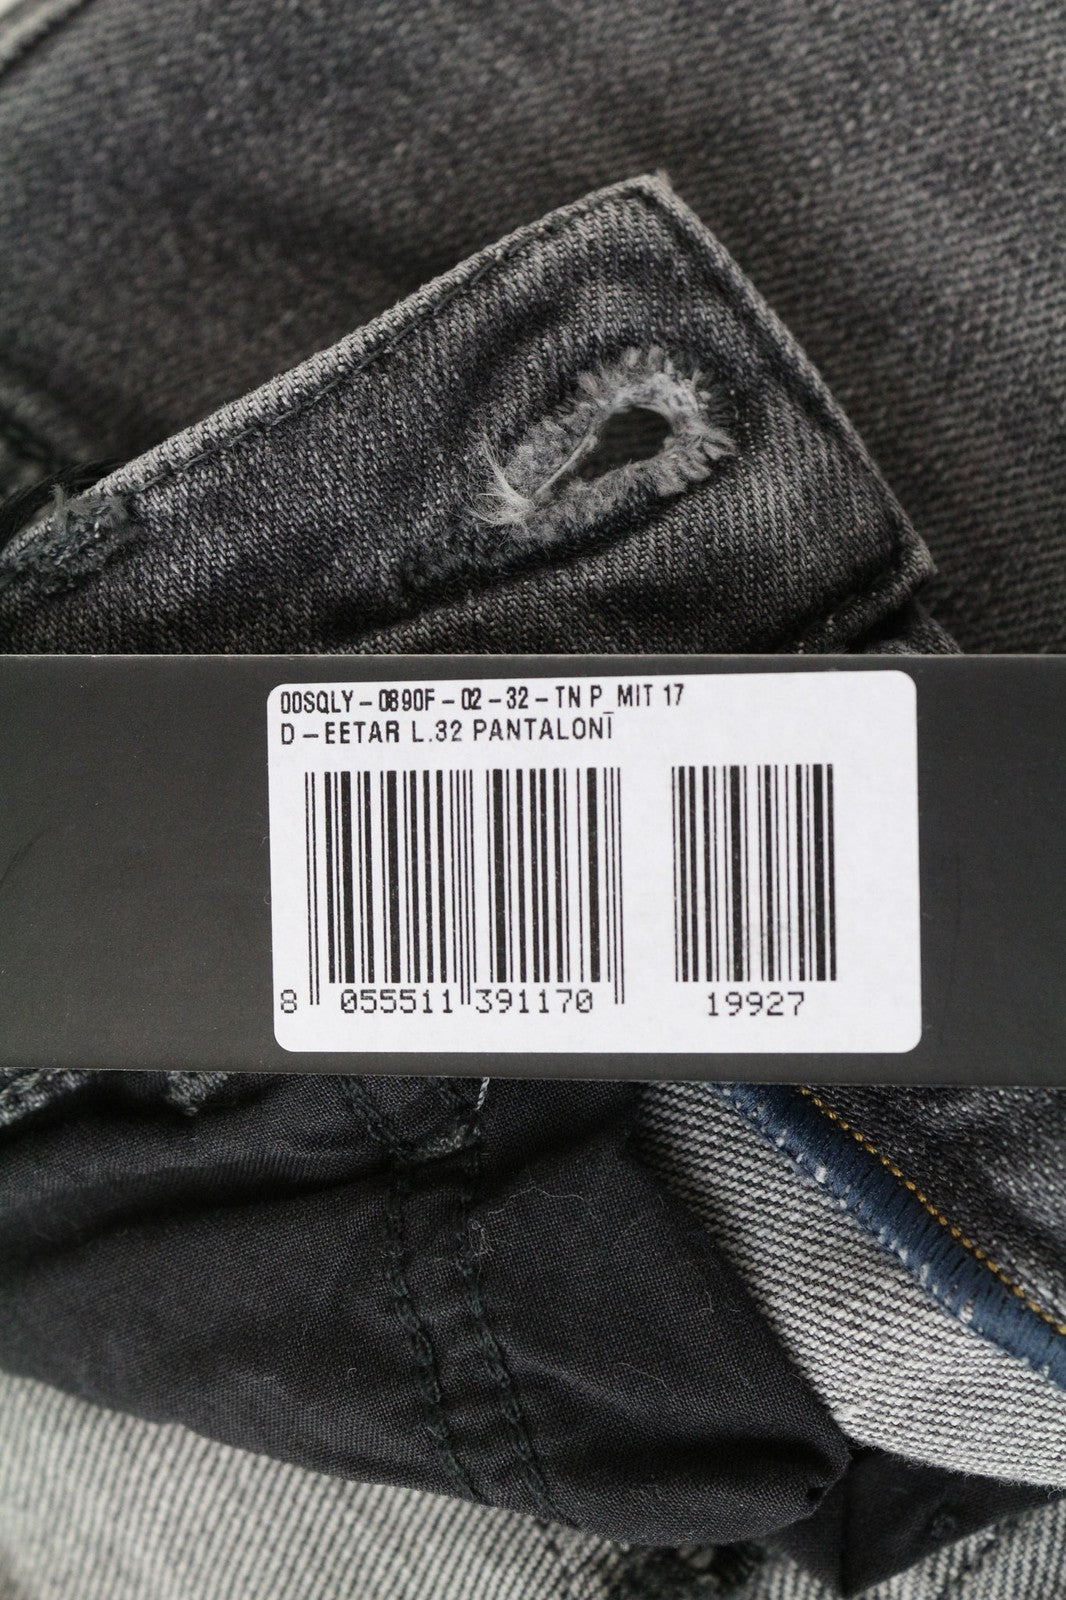 00SQLY-0890F-02-32-TN P_MIT 17
D-EETAR L.32 PANTALONI
8 055511 391170 19927